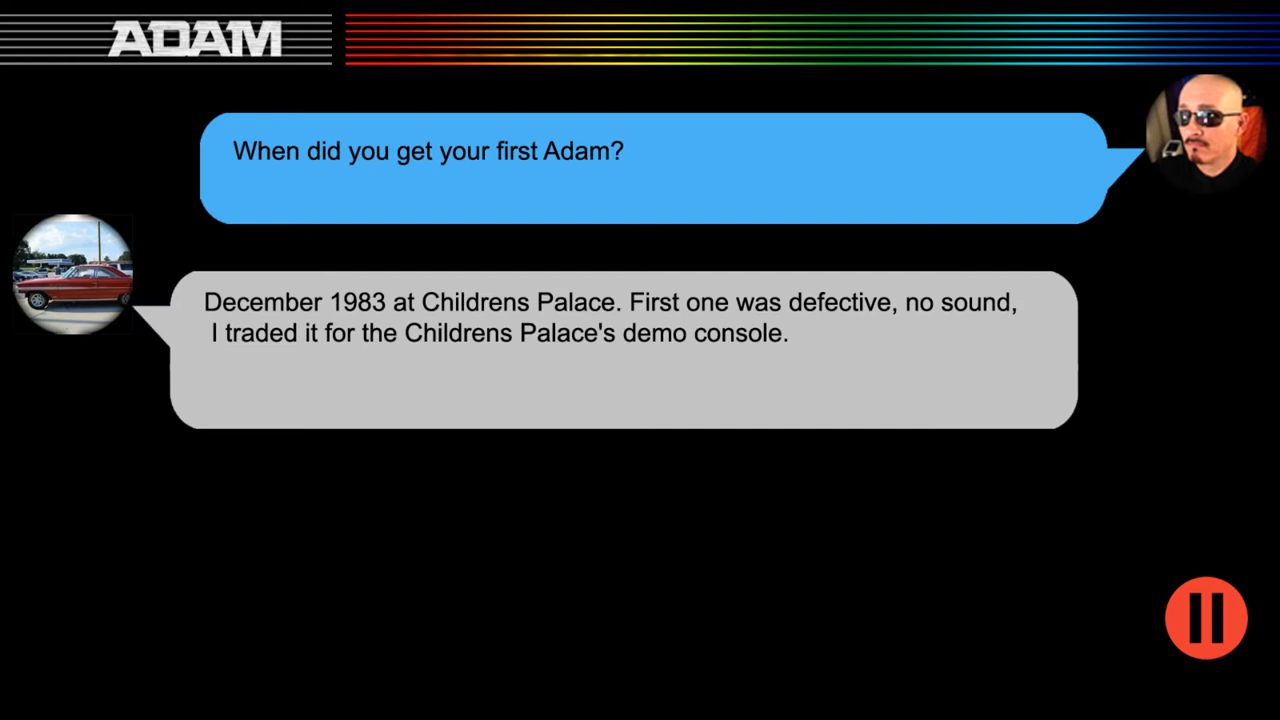 ADAM
When did you get your first Adam?
December 1983 at Childrens Palace. First one was defective, no sound,
I traded it for the Childrens Palace's demo console.